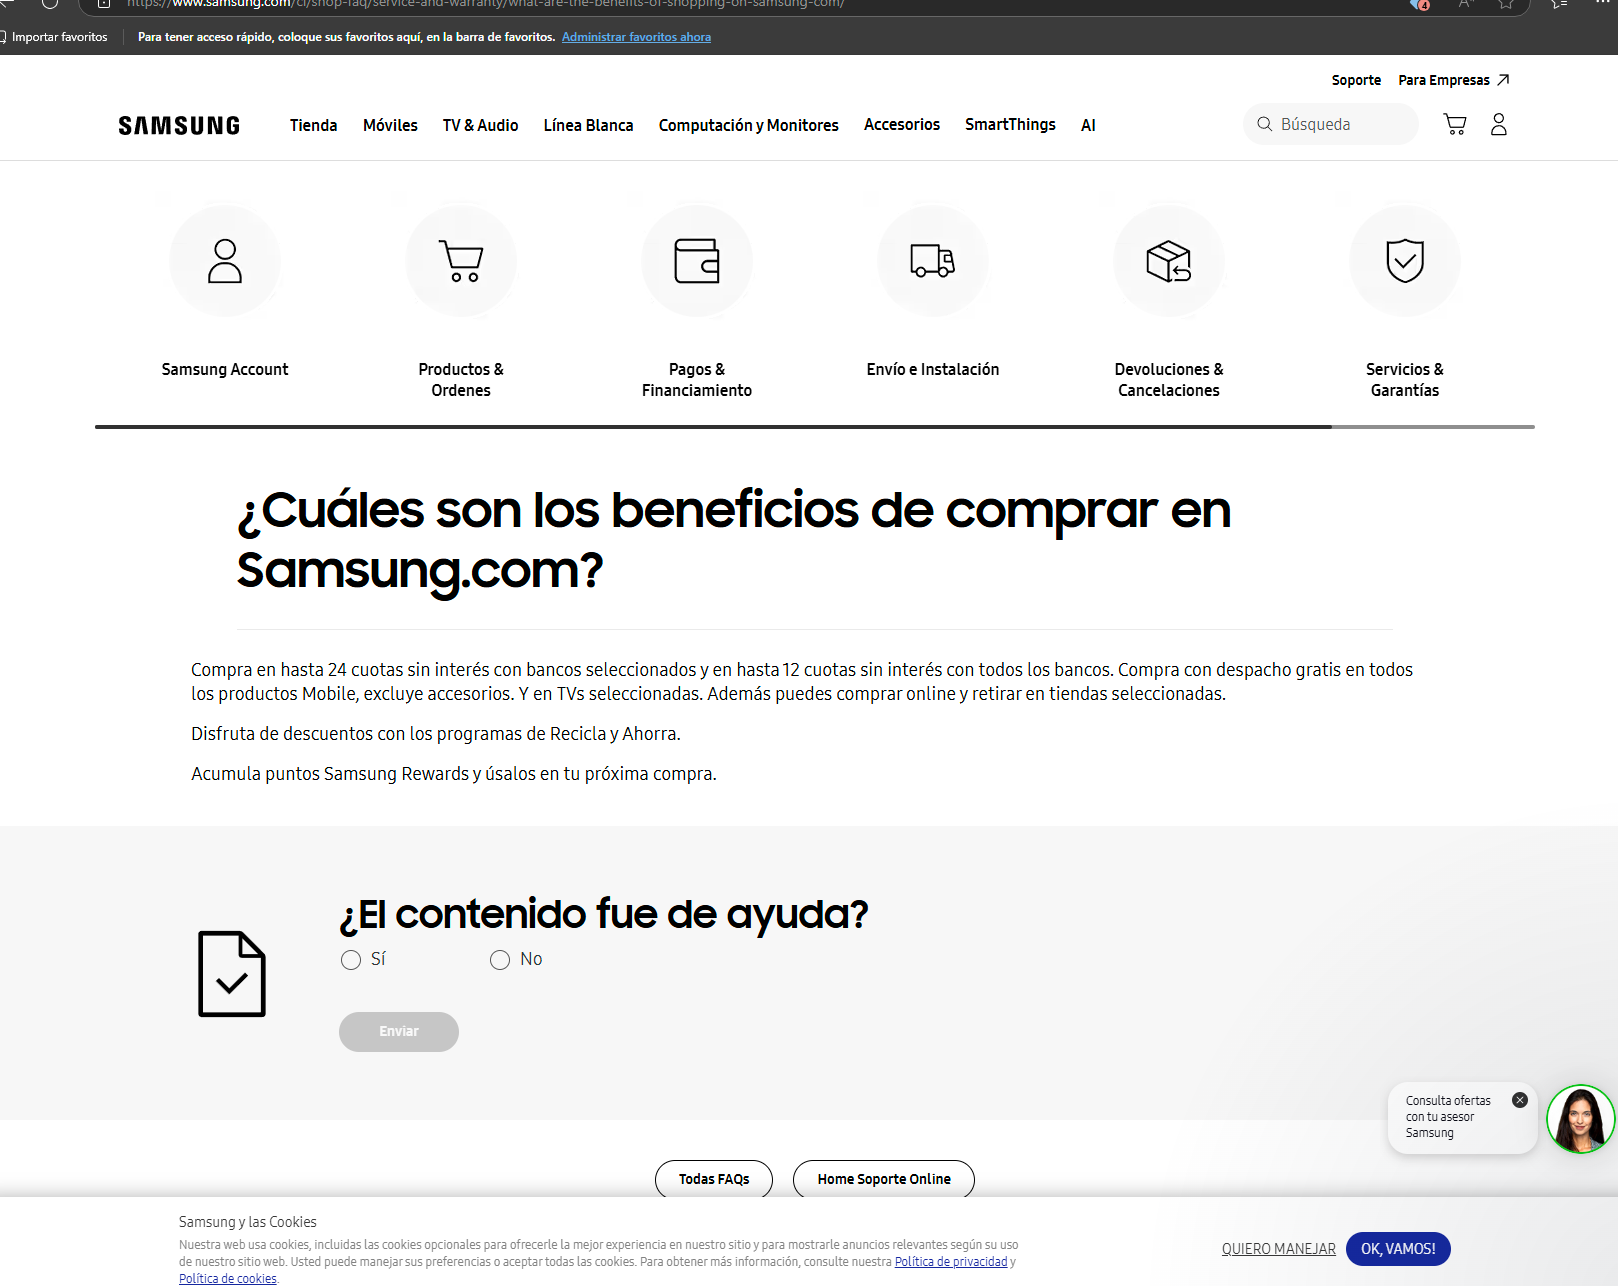 https://www.samsung.com/cl/shop-faq/service-and-warranty/what-are-the-benefits-of-shopping-on-samsung-com/
4
Importar favoritos
Para tener acceso rápido, coloque sus favoritos aquí, en la barra de favoritos. Administrar favoritos ahora
Soporte Para Empresas
SAMSUNG Tienda Móviles TV & Audio Línea Blanca Computación y Monitores Accesorios SmartThings AI Búsqueda
Samsung Account
Productos &
Ordenes
Pagos &
Financiamiento
Envío e Instalación
Devoluciones &
Cancelaciones
Servicios &
Garantías
¿Cuáles son los beneficios de comprar en
Samsung.com?
Compra en hasta 24 cuotas sin interés con bancos seleccionados y en hasta 12 cuotas sin interés con todos los bancos. Compra con despacho gratis en todos
los productos Mobile, excluye accesorios. Y en TVs seleccionadas. Además puedes comprar online y retirar en tiendas seleccionadas.
Disfruta de descuentos con los programas de Recicla y Ahorra.
Acumula puntos Samsung Rewards y úsalos en tu próxima compra.
¿El contenido fue de ayuda?
Sí No
Enviar
Consulta ofertas
con tu asesor
Samsung
Todas FAQs Home Soporte Online
Samsung y las Cookies
Nuestra web usa cookies, incluidas las cookies opcionales para ofrecerle la mejor experiencia en nuestro sitio y para mostrarle anuncios relevantes según su uso
de nuestro sitio web. Usted puede manejar sus preferencias o aceptar todas las cookies. Para obtener más información, consulte nuestra Política de privacidad y
Política de cookies.
QUIERO MANEJAR OK, VAMOS!